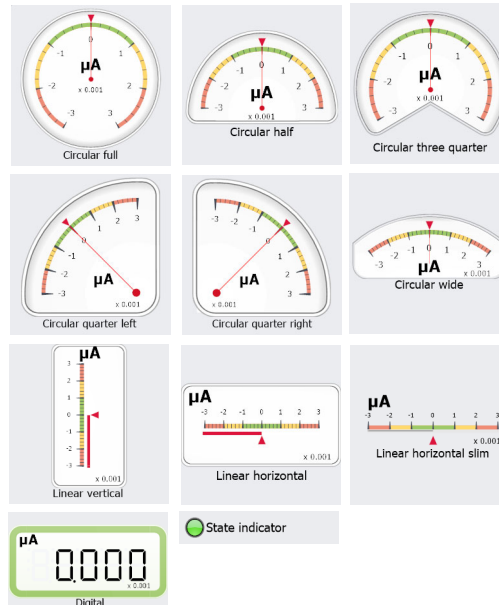 0
-1 1
µA
-2 2
x 0.001
-3 3
Circular full
0
-1 1
µA
-2 2
-3 3
x 0.001
Circular half
0
-1 1
µA
-2 2
x 0.001
-3 3
Circular three quarter
3
2
1
0
-1
-2
µA
-3
x 0.001
Circular quarter left
-3
-2
-1
0
1
µA
2
3
x 0.001
Circular quarter right
-3 -2 -1 0 1 2 3
µA
x 0.001
Circular wide
µA
3
2
1
0
-1
-2
-3
x 0.001
Linear vertical
µA
-3 -2 -1 0 1 2 3
x 0.001
Linear horizontal
µA
-3 -2 -1 0 1 2 3
x 0.001
Linear horizontal slim
µA
0.000
x 0.001
Digital
State indicator